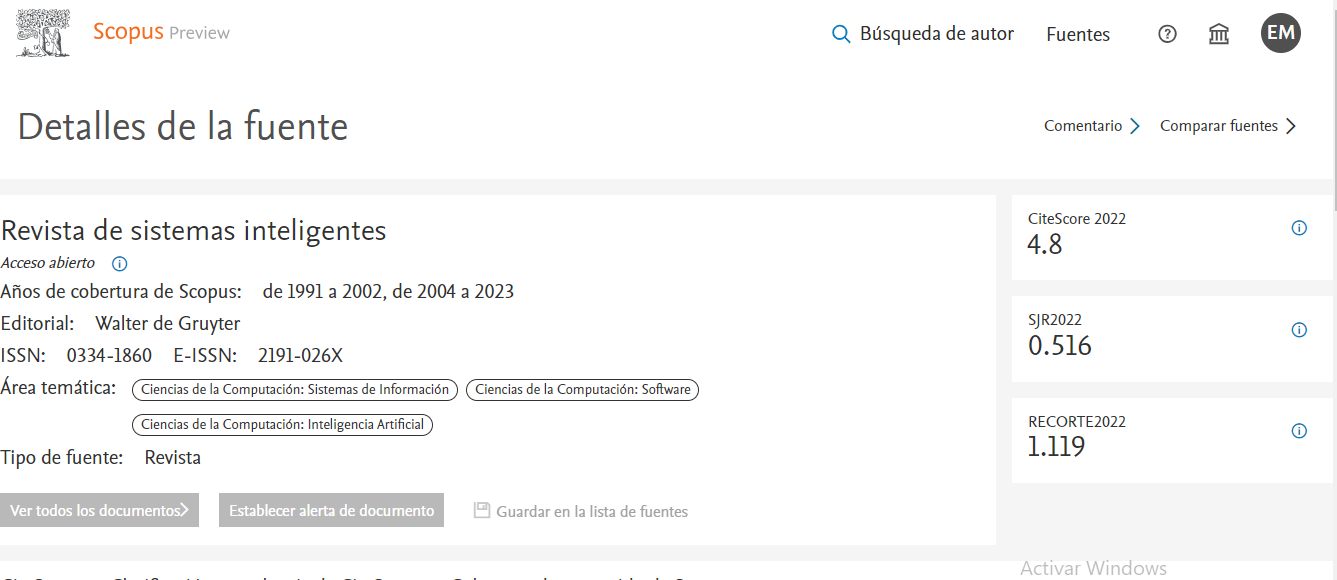 Scopus Preview
Búsqueda de autor Fuentes EM
Detalles de la fuente
Comentario Comparar fuentes
Revista de sistemas inteligentes
Acceso abierto
Años de cobertura de Scopus: de 1991 a 2002, de 2004 a 2023
Editorial: Walter de Gruyter
ISSN: 0334-1860 E-ISSN: 2191-026X
Área temática: Ciencias de la Computación: Sistemas de Información Ciencias de la Computación: Software
Ciencias de la Computación: Inteligencia Artificial
Tipo de fuente: Revista
Ver todos los documentos Establecer alerta de documento Guardar en la lista de fuentes
CiteScore 2022
4.8
SJR2022
0.516
RECORTE2022
1.119
Activar Windows